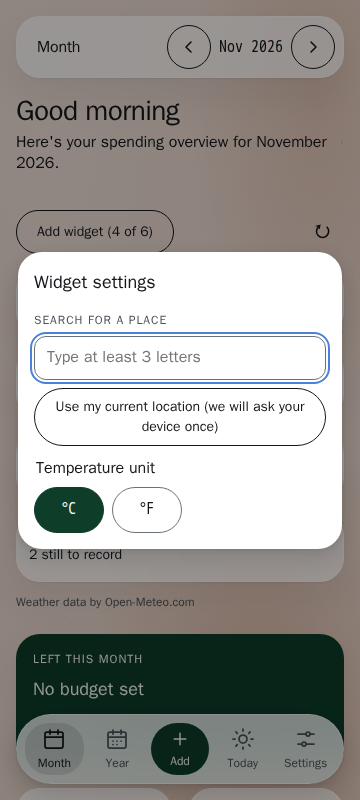 Month
Nov 2026
Good morning
Here's your spending overview for November
2026.
Add widget (4 of 6)
Widget settings
SEARCH FOR A PLACE
Type at least 3 letters
Use my current location (we will ask your
device once)
Temperature unit
°C
°F
2 still to record
Weather data by Open-Meteo.com
LEFT THIS MONTH
No budget set
Month
Year
Add
Today
Settings